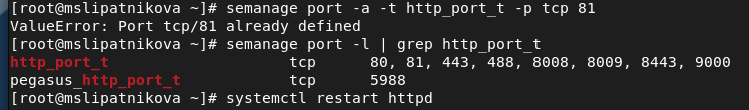 [root@mslipatnikova ~]# semanage port -a -t http_port_t -p tcp 81
ValueError: Port tcp/81 already defined
[root@mslipatnikova ~]# semanage port -l | grep http_port_t
http_port_t                    tcp      80, 81, 443, 488, 8008, 8009, 8443, 9000
pegasus_http_port_t            tcp      5988
[root@mslipatnikova ~]# systemctl restart httpd